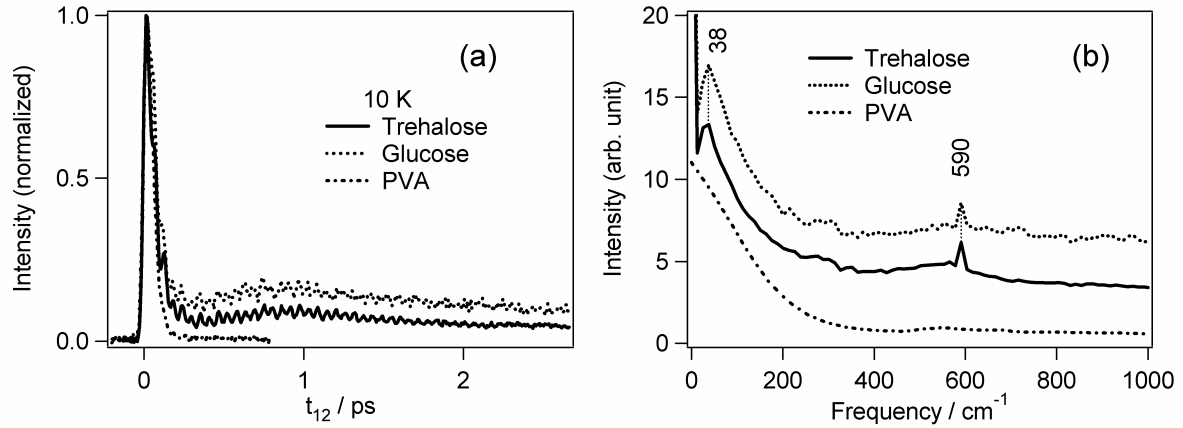 1.0
0.5
0.0
Intensity (normalized)
(a)
10 K
Trehalose
Glucose
PVA
0
1
2
t₁₂ / ps
20
15
10
5
0
Intensity (arb. unit)
38
590
(b)
Trehalose
Glucose
PVA
0
200
400
600
800
1000
Frequency / cm⁻¹